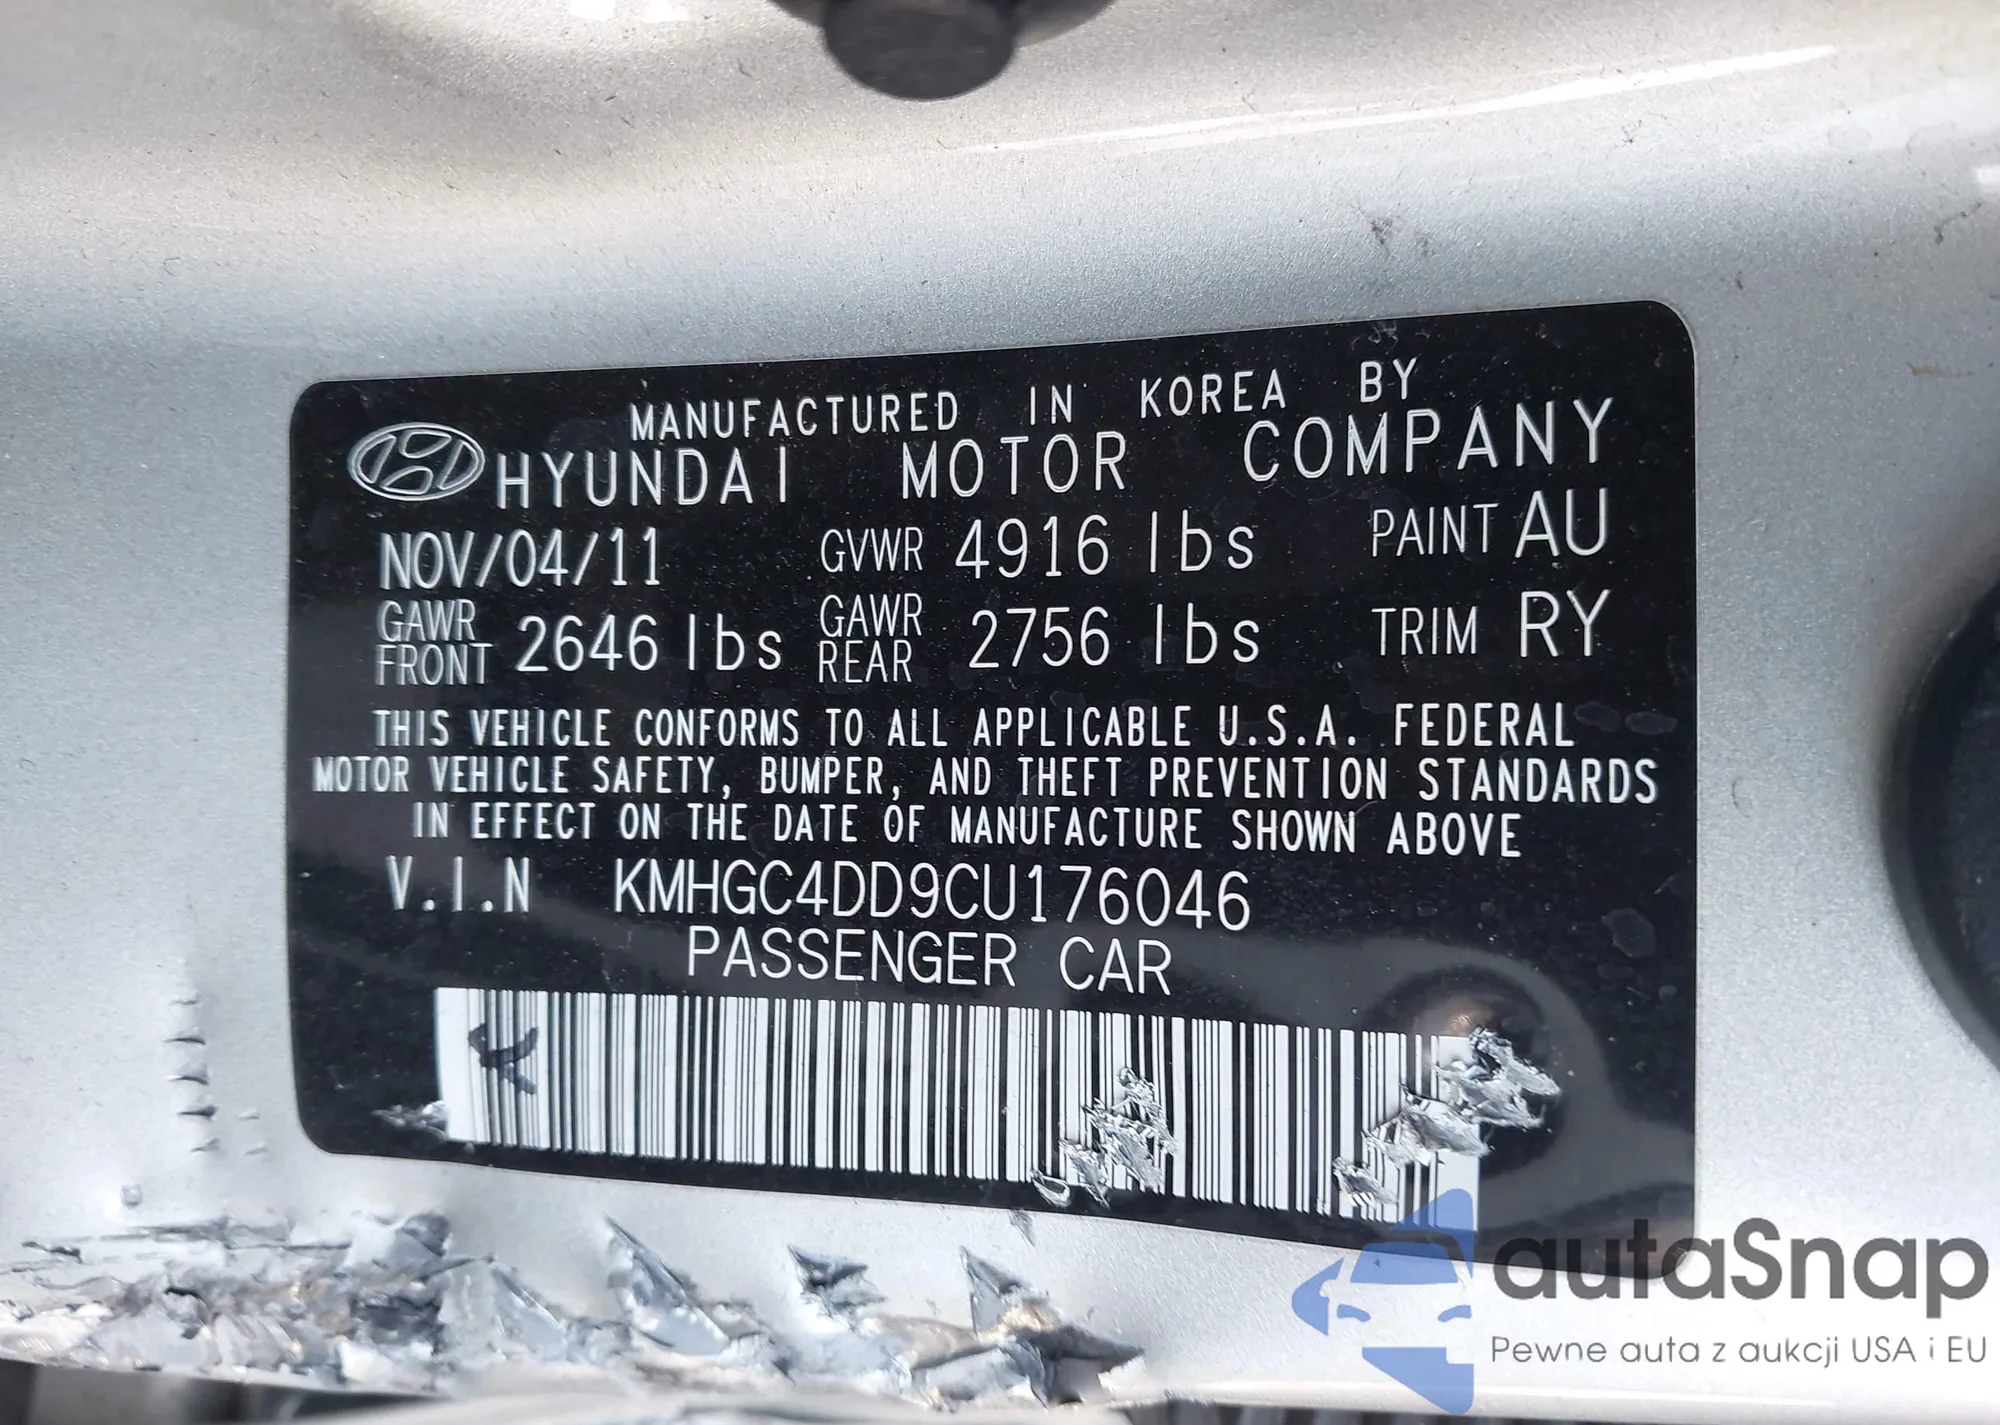 MANUFACTURED IN KOREA BY
HYUNDAI MOTOR COMPANY
NOV/04/11 GVWR 4916 lbs PAINT AU
GAWR FRONT 2646 lbs GAWR REAR 2756 lbs TRIM RY
THIS VEHICLE CONFORMS TO ALL APPLICABLE U.S.A. FEDERAL
MOTOR VEHICLE SAFETY, BUMPER, AND THEFT PREVENTION STANDARDS
IN EFFECT ON THE DATE OF MANUFACTURE SHOWN ABOVE
V.I.N KMHGC4DD9CU176046
PASSENGER CAR
autaSnap
Pewne auta z aukcji USA i EU